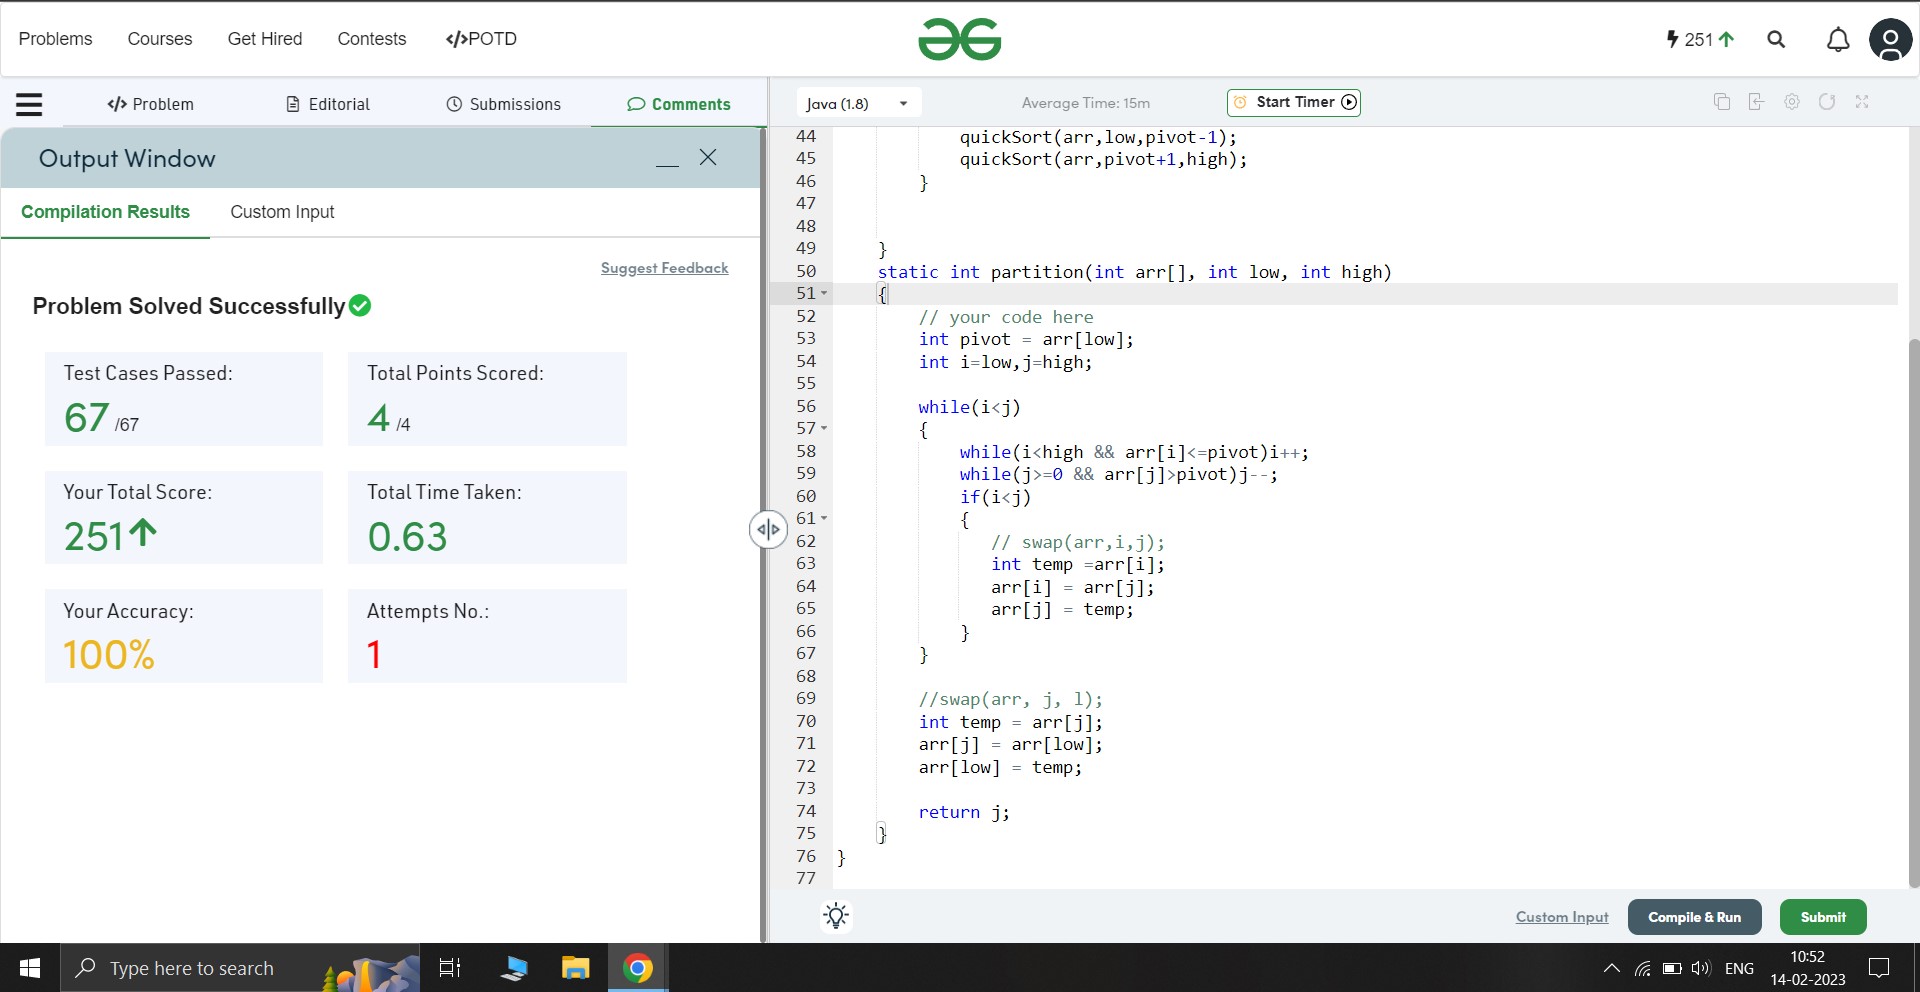 Problems Courses Get Hired Contests </>POTD
251
</> Problem Editorial Submissions Comments
Java (1.8) Average Time: 15m Start Timer
Output Window
Compilation Results Custom Input
Suggest Feedback
Problem Solved Successfully
Test Cases Passed: Total Points Scored:
67 /67 4 /4
Your Total Score: Total Time Taken:
251 0.63
Your Accuracy: Attempts No.:
100% 1
44 quickSort(arr,low,pivot-1);
45 quickSort(arr,pivot+1,high);
46 }
47
48
49 }
50 static int partition(int arr[], int low, int high)
51 {
52 // your code here
53 int pivot = arr[low];
54 int i=low,j=high;
55
56 while(i<j)
57 {
58 while(i<high && arr[i]<=pivot)i++;
59 while(j>=0 && arr[j]>pivot)j--;
60 if(i<j)
61 {
62 // swap(arr,i,j);
63 int temp =arr[i];
64 arr[i] = arr[j];
65 arr[j] = temp;
66 }
67 }
68
69 //swap(arr, j, l);
70 int temp = arr[j];
71 arr[j] = arr[low];
72 arr[low] = temp;
73
74 return j;
75 }
76 }
77
Custom Input Compile & Run Submit
Type here to search
ENG
10:52
14-02-2023